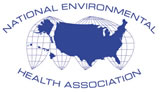 NATIONAL ENVIRONMENTAL
HEALTH ASSOCIATION